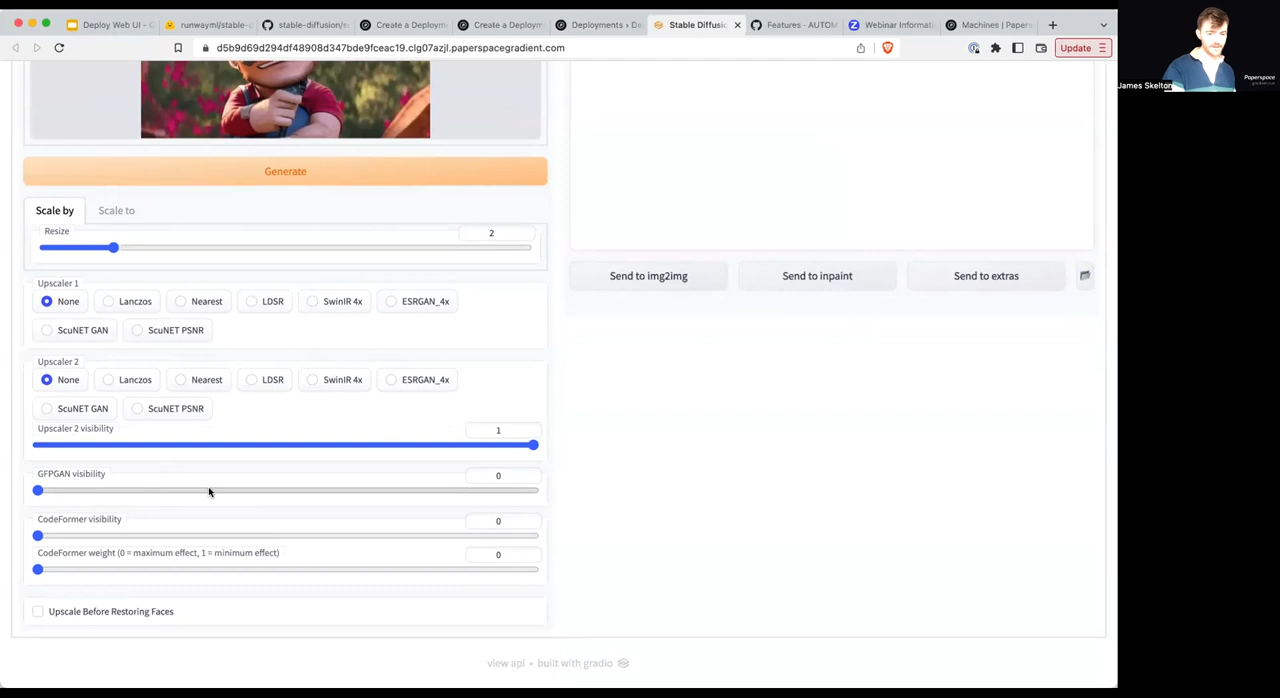 Deploy Web UI – G
runwayml/stable-d
stable-diffusion/s
Create a Deploym
Create a Deploym
Deployments › De
Stable Diffusi
Features - AUTOM
Webinar Informati
Machines | Papers
d5b9d69d294df48908d347bde9fceac19.clg07azjl.paperspacegradient.com
Update
James Skelton
Paperspace
Generate
Scale by
Scale to
Resize
2
Upscaler 1
None
Lanczos
Nearest
LDSR
SwinIR 4x
ESRGAN_4x
ScuNET GAN
ScuNET PSNR
Upscaler 2
None
Lanczos
Nearest
LDSR
SwinIR 4x
ESRGAN_4x
ScuNET GAN
ScuNET PSNR
Upscaler 2 visibility
1
GFPGAN visibility
0
CodeFormer visibility
0
CodeFormer weight (0 = maximum effect, 1 = minimum effect)
0
Upscale Before Restoring Faces
Send to img2img
Send to inpaint
Send to extras
view api • built with gradio